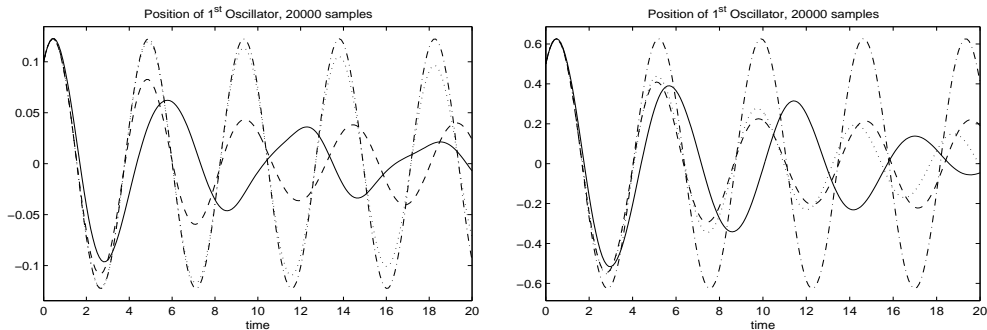 Position of 1st Oscillator, 20000 samples
0.1
0.05
0
−0.05
−0.1
0 2 4 6 8 10 12 14 16 18 20
time
Position of 1st Oscillator, 20000 samples
0.6
0.4
0.2
0
−0.2
−0.4
−0.6
0 2 4 6 8 10 12 14 16 18 20
time